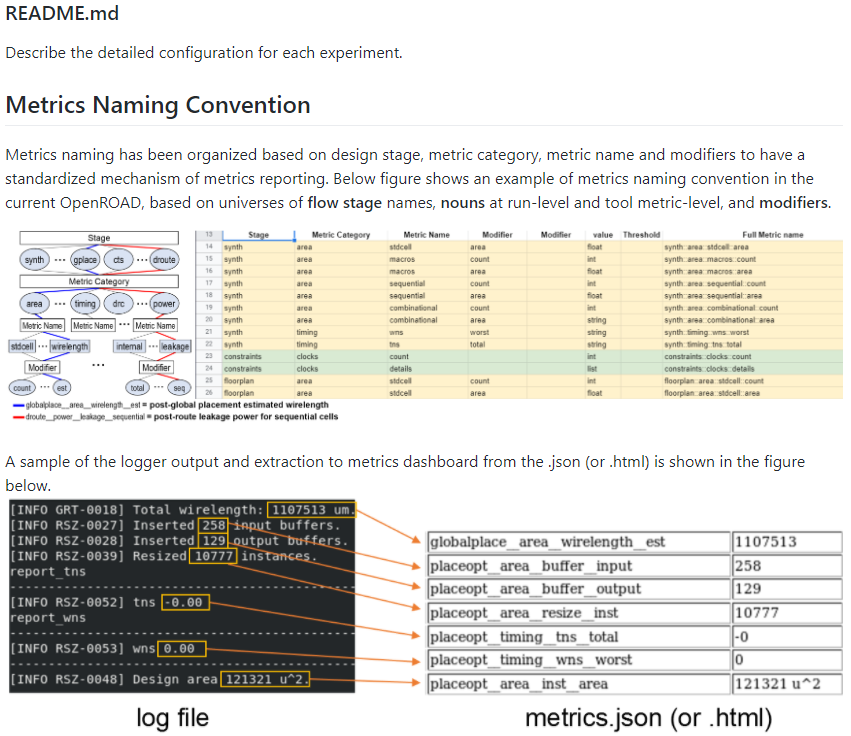 README.md
Describe the detailed configuration for each experiment.
Metrics Naming Convention
Metrics naming has been organized based on design stage, metric category, metric name and modifiers to have a
standardized mechanism of metrics reporting. Below figure shows an example of metrics naming convention in the
current OpenROAD, based on universes of flow stage names, nouns at run-level and tool metric-level, and modifiers.
Stage
synth ... gplace cts ... droute
Metric Category
area ... timing drc ... power
Metric Name Metric Name ... Metric Name
stdcell ... wirelength internal ... leakage
Modifier ... Modifier
count ... est total ... seq
globalplace__area__wirelength__est = post-global placement estimated wirelength
droute__power__leakage__sequential = post-route leakage power for sequential cells
13 Stage Metric Category Metric Name Modifier Modifier value Threshold Full Metric name
14 synth area stdcell area float synth::area::stdcell::area
15 synth area macros count int synth::area::macros::count
16 synth area macros area float synth::area::macros::area
17 synth area sequential count int synth::area::sequential::count
18 synth area sequential area float synth::area::sequential::area
19 synth area combinational count int synth::area::combinational::count
20 synth area combinational area string synth::area::combinational::area
21 synth timing wns worst string synth::timing::wns::worst
22 synth timing tns total string synth::timing::tns::total
23 constraints clocks count int constraints::clocks::count
24 constraints clocks details list constraints::clocks::details
25 floorplan area stdcell count int floorplan::area::stdcell::count
26 floorplan area stdcell area float floorplan::area::stdcell::area
A sample of the logger output and extraction to metrics dashboard from the .json (or .html) is shown in the figure
below.
[INFO GRT-0018] Total wirelength: 1107513 um.
[INFO RSZ-0027] Inserted 258 input buffers.
[INFO RSZ-0028] Inserted 129 output buffers.
[INFO RSZ-0039] Resized 10777 instances.
report_tns
--------------------------------------------------
[INFO RSZ-0052] tns -0.00
report_wns
--------------------------------------------------
[INFO RSZ-0053] wns 0.00
--------------------------------------------------
[INFO RSZ-0048] Design area 121321 u^2.
log file
globalplace__area__wirelength__est 1107513
placeopt__area__buffer__input 258
placeopt__area__buffer__output 129
placeopt__area__resize__inst 10777
placeopt__timing__tns__total -0
placeopt__timing__wns__worst 0
placeopt__area__inst__area 121321 u^2
metrics.json (or .html)